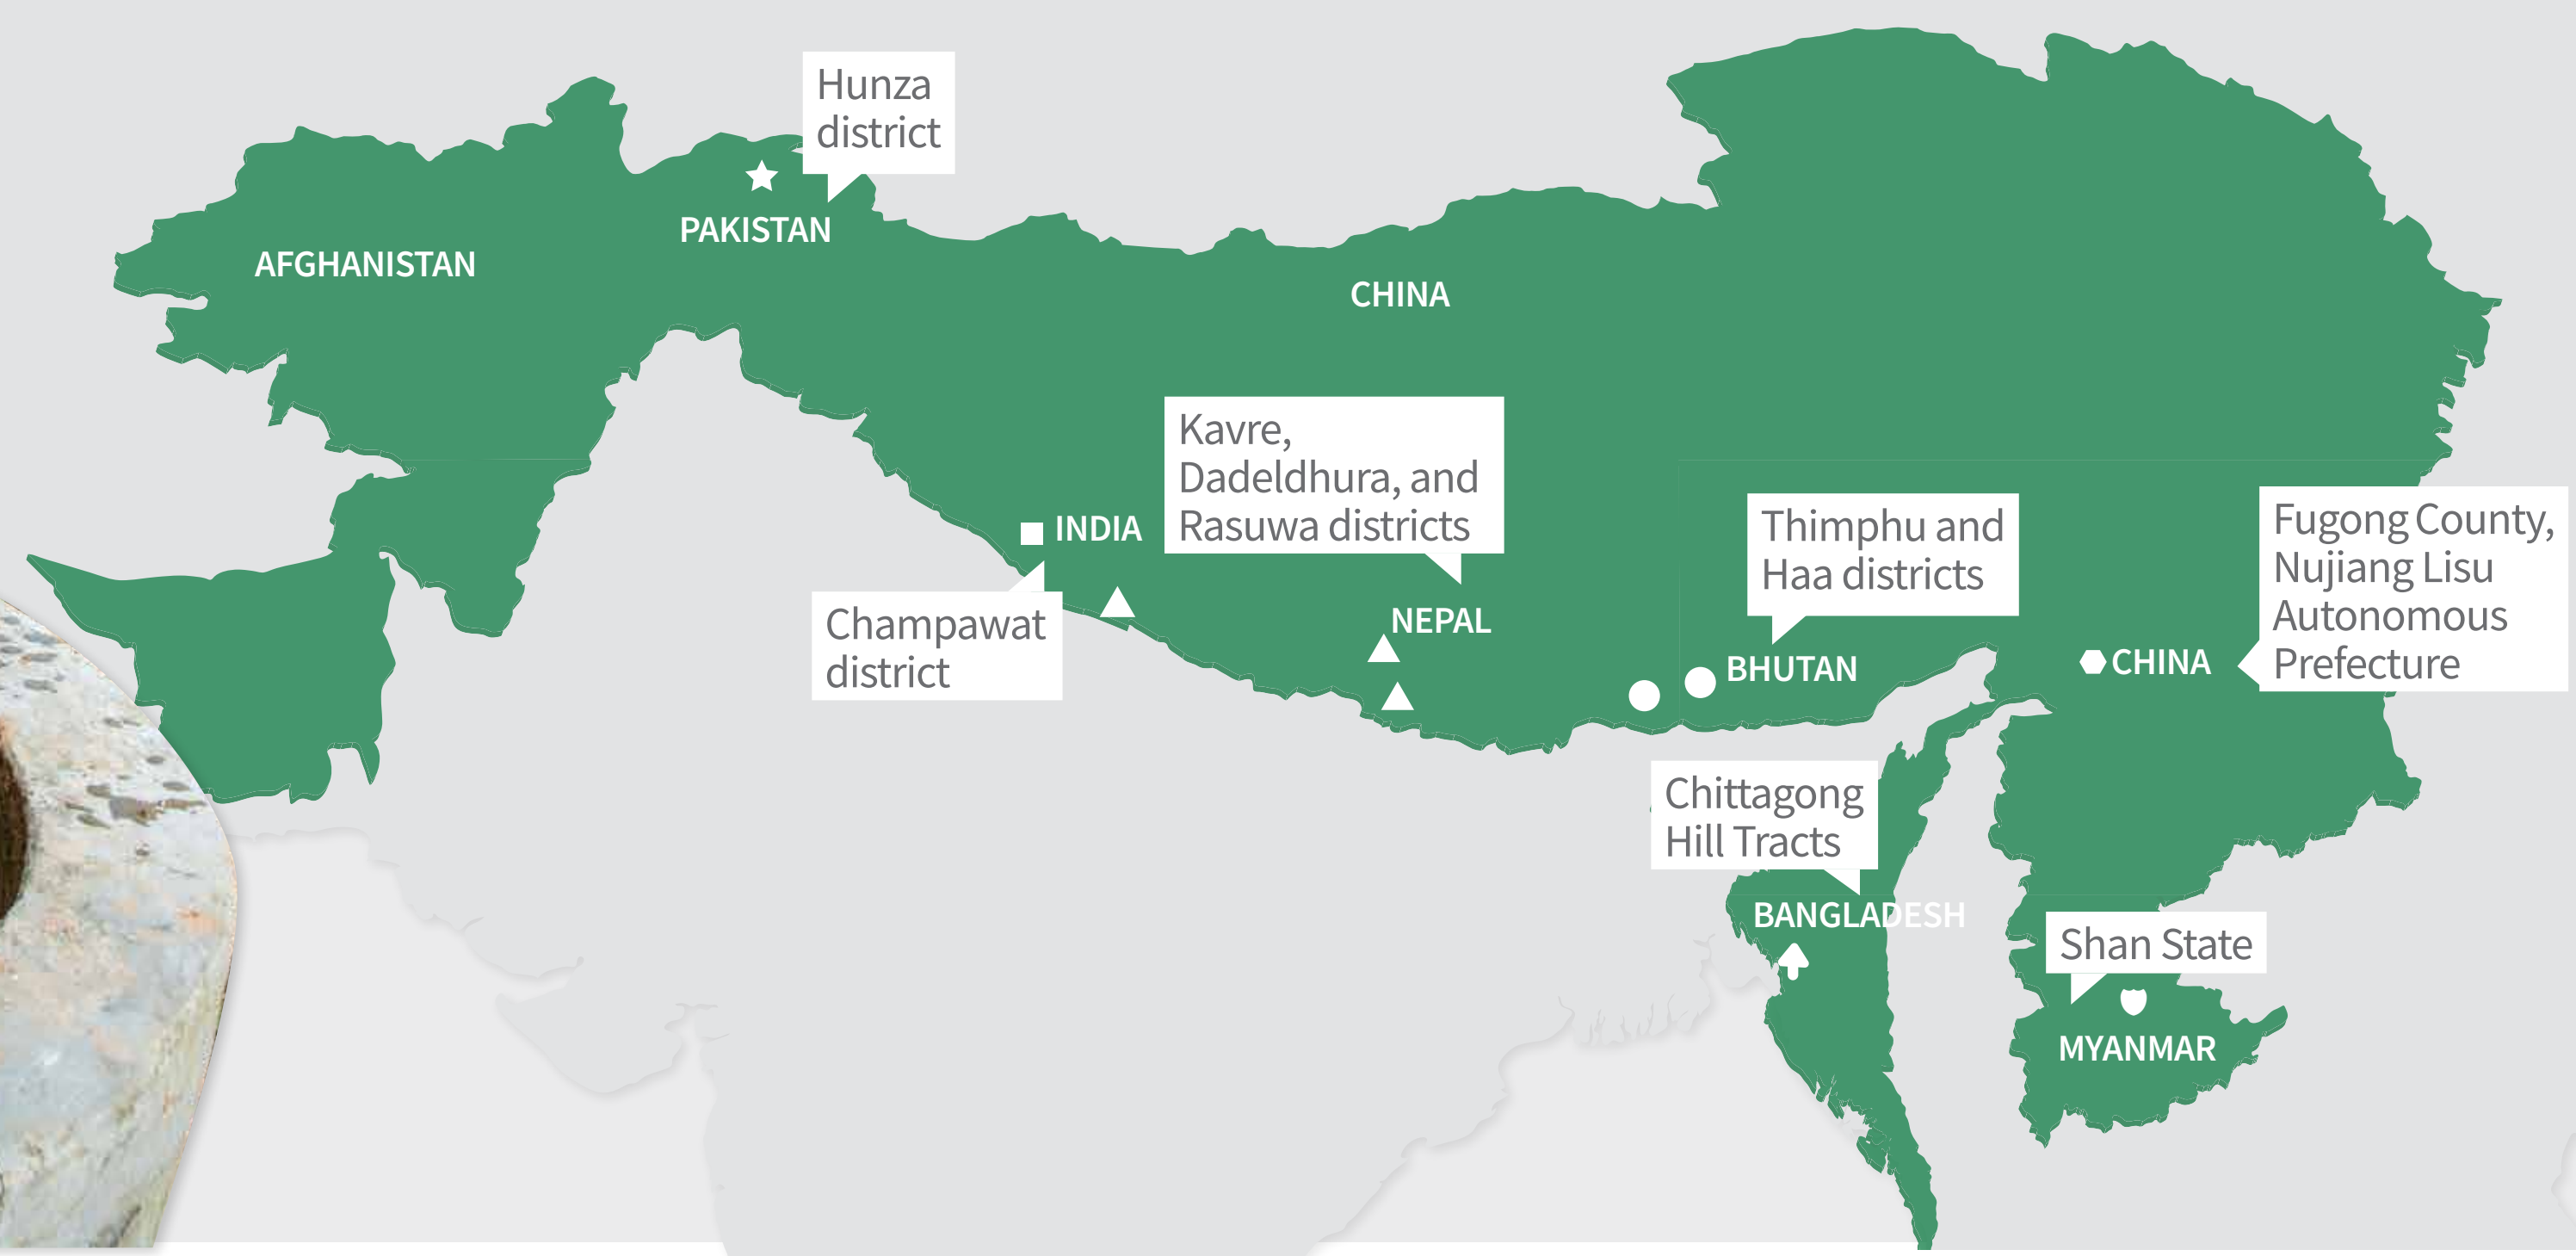 Hunza
district
PAKISTAN
AFGHANISTAN
CHINA
Kavre,
Dadeldhura, and
Rasuwa districts
INDIA
Champawat
district
NEPAL
Thimphu and
Haa districts
BHUTAN
Fugong County,
Nujiang Lisu
Autonomous
Prefecture
CHINA
Chittagong
Hill Tracts
BANGLADESH
Shan State
MYANMAR